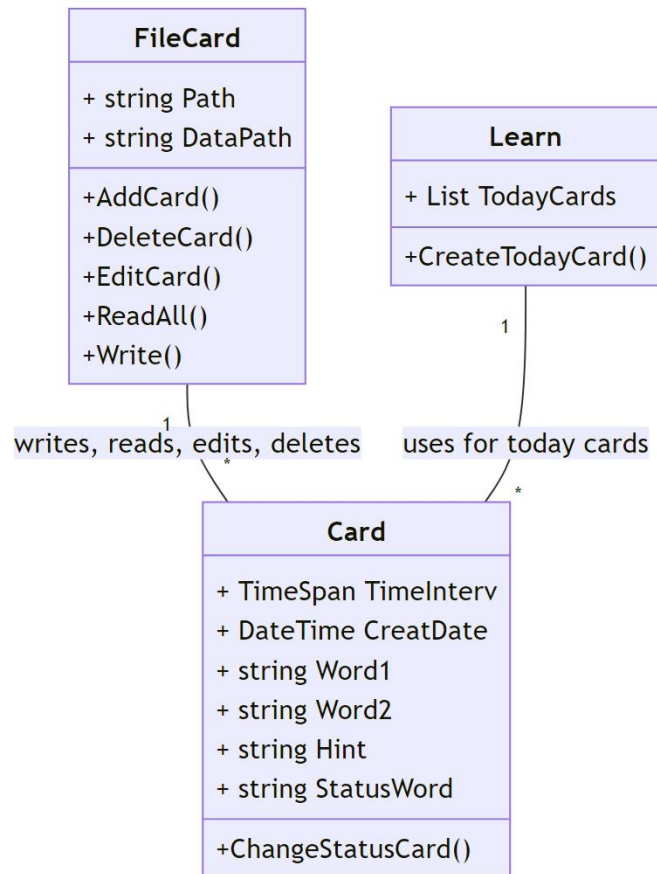 FileCard
+ string Path
+ string DataPath
+AddCard()
+DeleteCard()
+EditCard()
+ReadAll()
+Write()
Learn
+ List TodayCards
+CreateTodayCard()
1
writes, reads, edits, deletes
*
1
uses for today cards
*
Card
+ TimeSpan TimeInterv
+ DateTime CreatDate
+ string Word1
+ string Word2
+ string Hint
+ string StatusWord
+ChangeStatusCard()